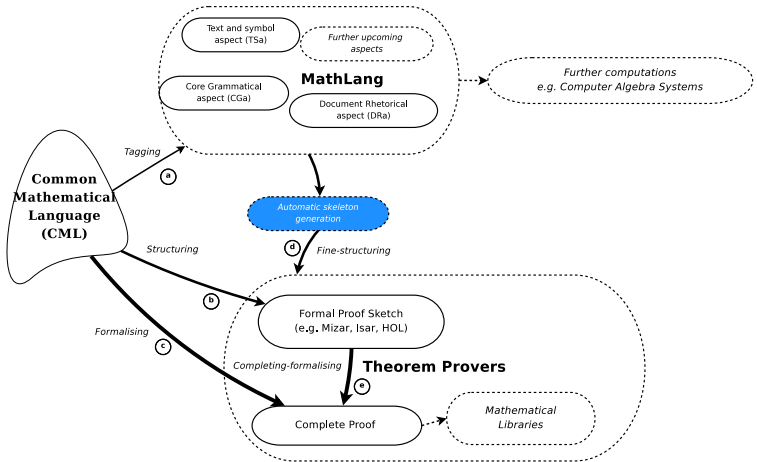 Text and symbol
aspect (TSa)
Further upcoming
aspects
MathLang
Core Grammatical
aspect (CGa)
Document Rhetorical
aspect (DRa)
Further computations
e.g. Computer Algebra Systems
Tagging
a
Common
Mathematical
Language
(CML)
Automatic skeleton
generation
d
Fine-structuring
Structuring
b
Formal Proof Sketch
(e.g. Mizar, Isar, HOL)
Formalising
c
Completing-formalising
Theorem Provers
e
Complete Proof
Mathematical
Libraries